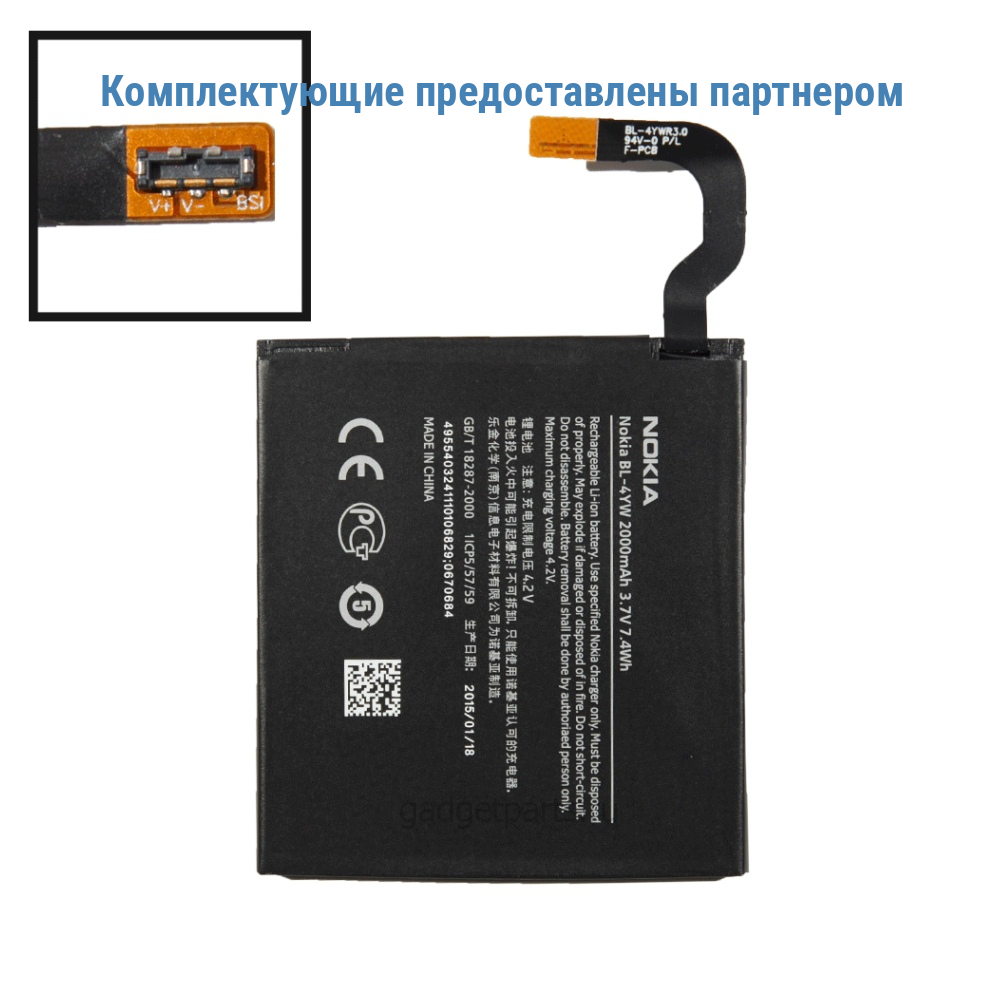 Комплектующие предоставлены партнером
V+ V- BSI
BL-4YWR3.0
94V-0 P/L
F-PCB
NOKIA
Nokia BL-4YW 2000mAh 3.7V 7.4Wh
Rechargeable Li-ion battery. Use specified Nokia charger only. Must be disposed
of properly. May explode if damaged or disposed of in fire. Do not short-circuit.
Do not disassemble. Battery removal shall be done by authoriaed person only.
Maximum charging voltage 4.2V.
锂电池 注意: 充电限制电压 4.2V
电池投入火中可能引起爆炸! 不可拆卸, 只能使用诺基亚认可的充电器。
乐金化学(南京)信息电子材料有限公司为诺基亚制造。
GB/T 18287-2000 1ICP5/57/59 生产日期: 2015/01/18
4955403241110106829;0670684
MADE IN CHINA
CE PCT 5
gadgetpar